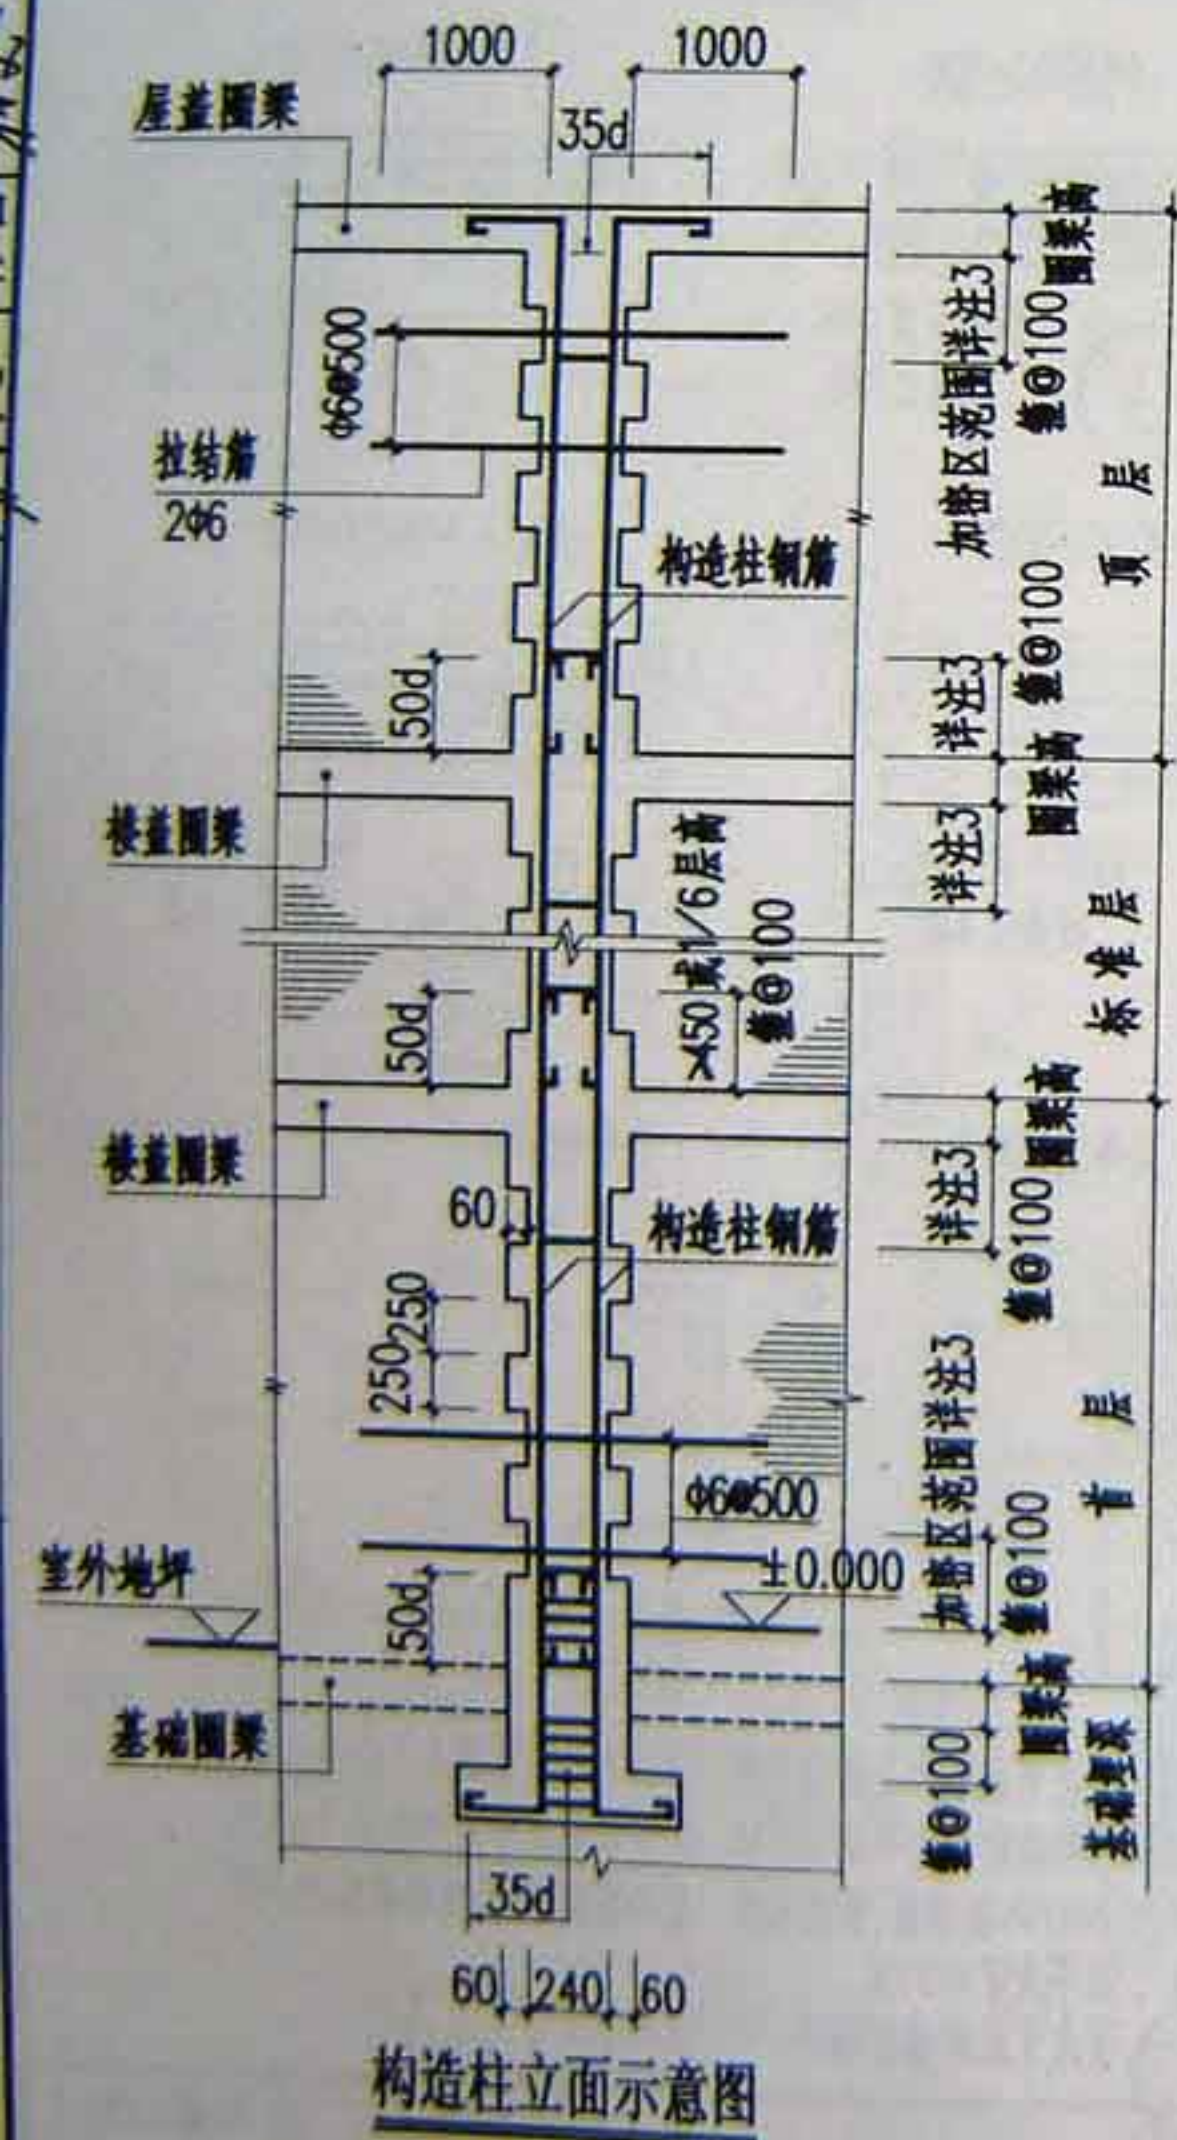 1000
1000
屋盖圈梁
35d
圈梁高
加密区范围详注3
箍@100
Φ6@500
拉结筋
2Φ6
顶层
构造柱钢筋
箍@100
50d
详注3
圈梁高
楼盖圈梁
详注3
450或1/6层高
箍@100
标准层
50d
圈梁高
楼盖圈梁
详注3
箍@100
60
构造柱钢筋
250
250
加密区范围详注3
箍@100
首层
Φ6@500
±0.000
室外地坪
50d
圈梁高
基础圈梁
箍@100
基础埋深
35d
60 240 60
构造柱立面示意图